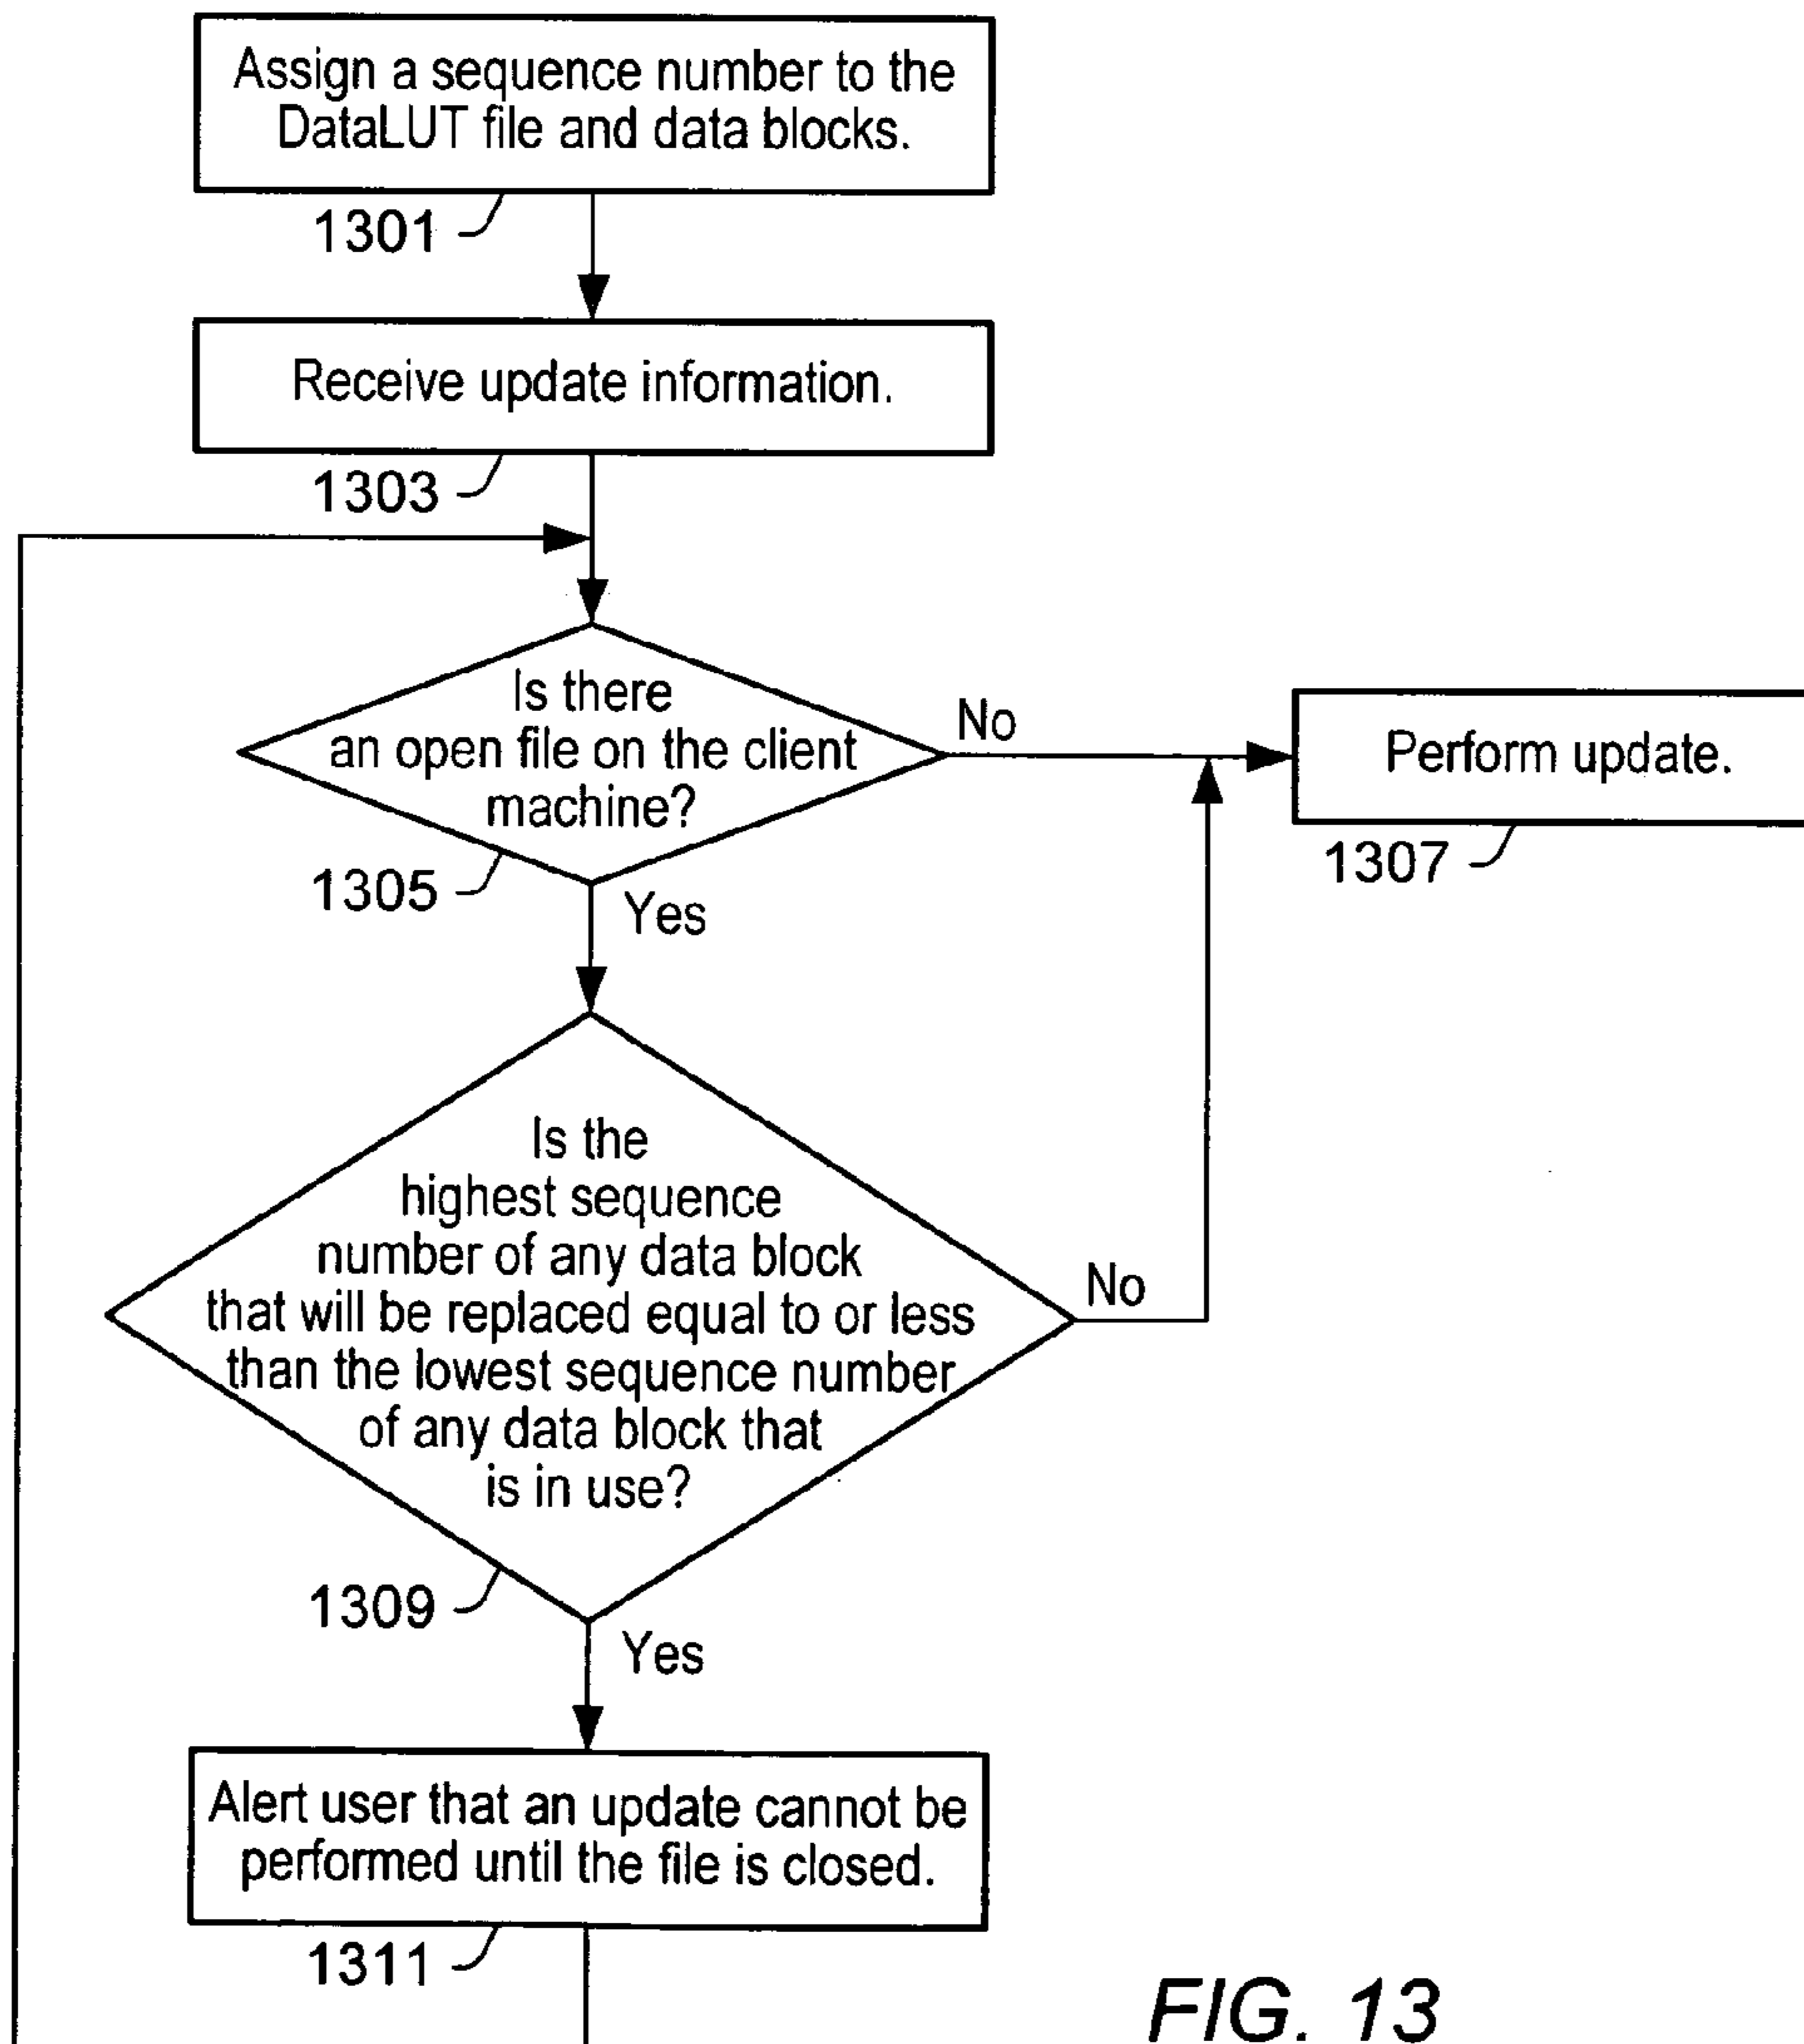 Assign a sequence number to the
DataLUT file and data blocks.
1301
Receive update information.
1303
Is there
an open file on the client
machine?
No
Perform update.
1305
1307
Yes
Is the
highest sequence
number of any data block
that will be replaced equal to or less
than the lowest sequence number
of any data block that
is in use?
No
1309
Yes
Alert user that an update cannot be
performed until the file is closed.
1311
FIG. 13